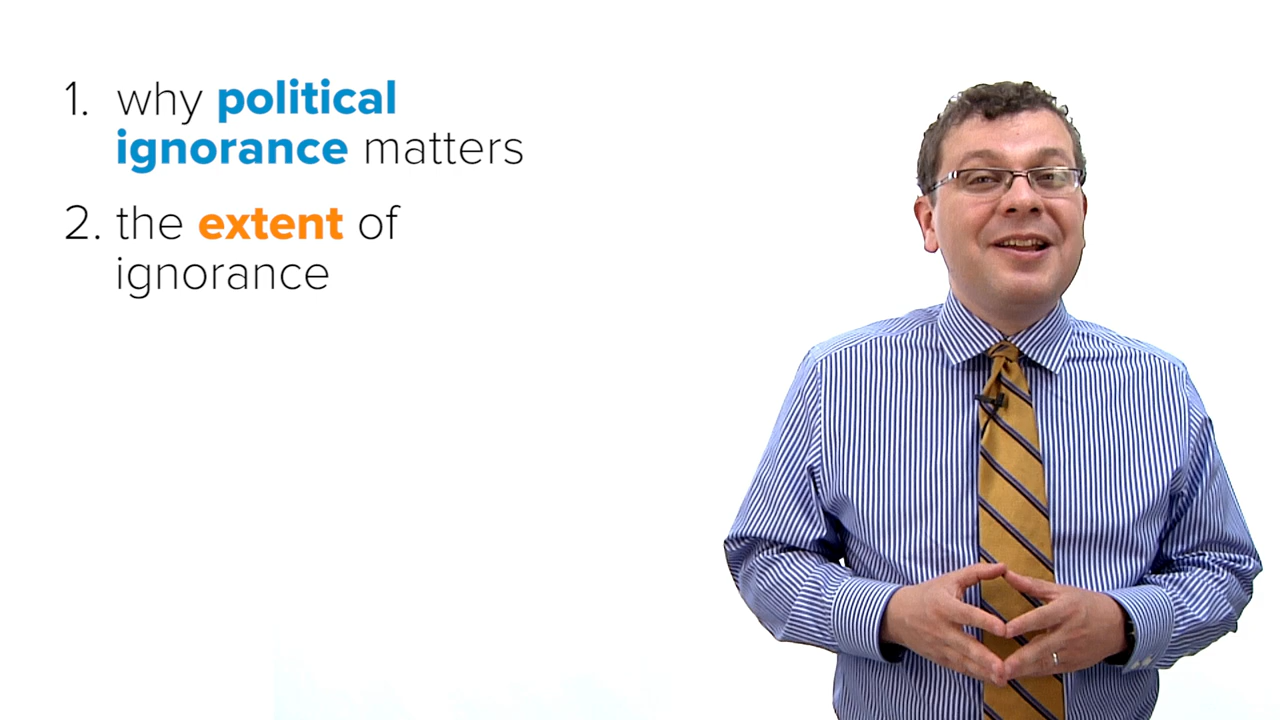 1. why political
ignorance matters
2. the extent of
ignorance